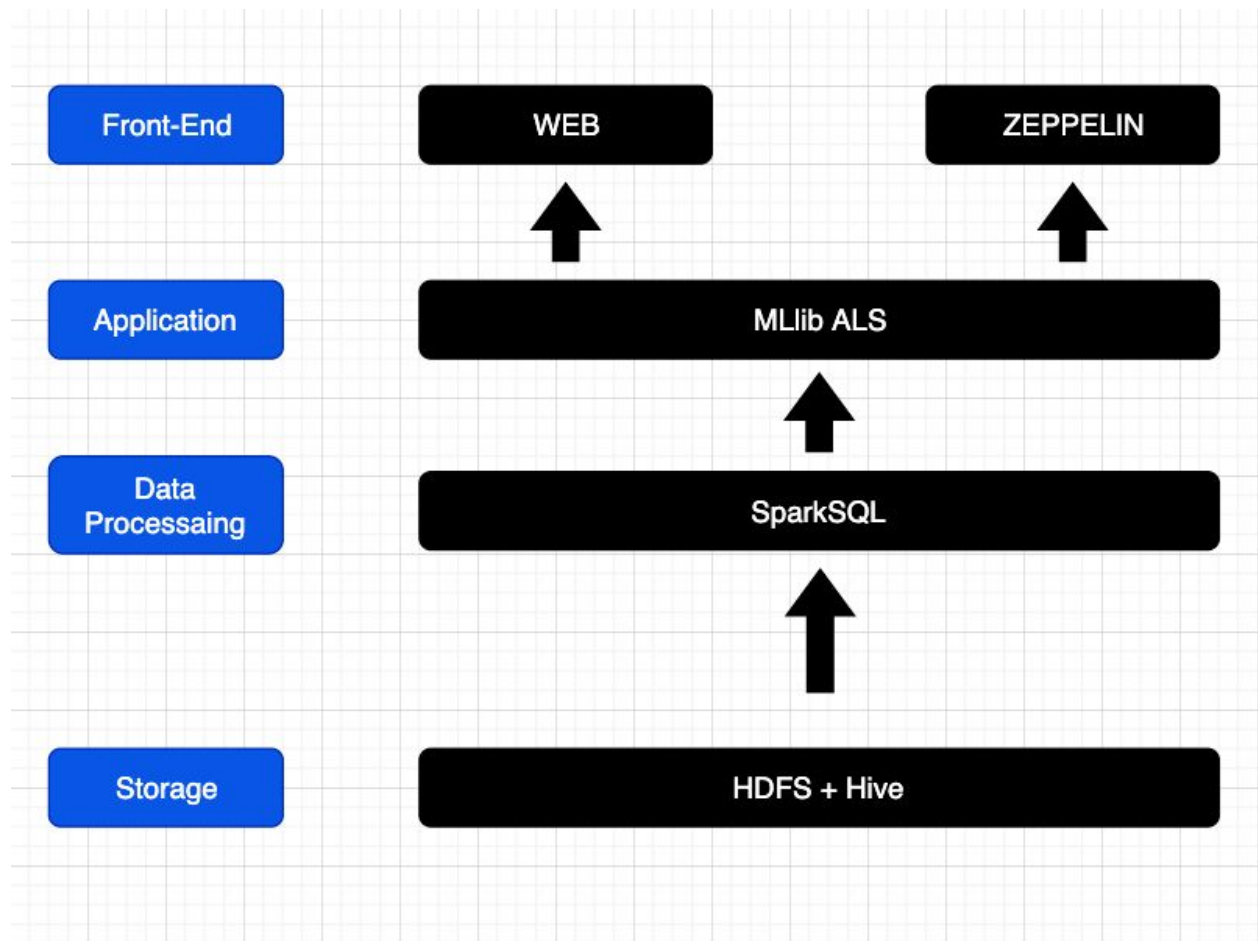 Front-End
WEB
ZEPPELIN
Application
MLlib ALS
Data
Processaing
SparkSQL
Storage
HDFS + Hive